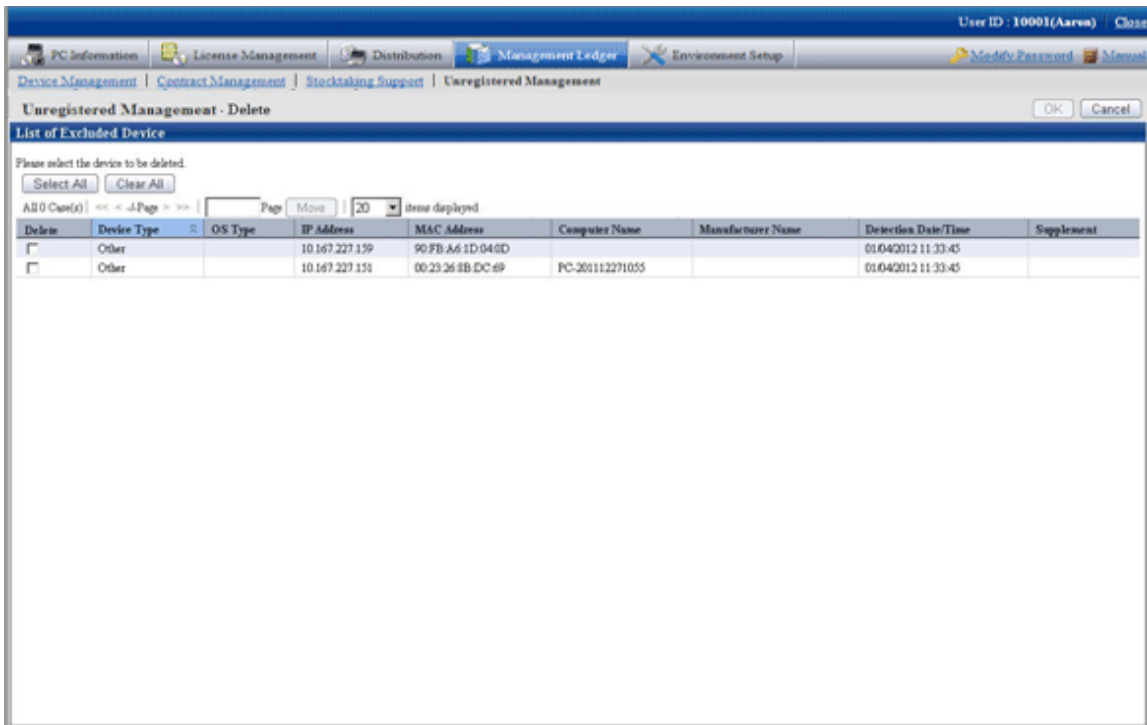 User ID : 10001(Aaron) Close
PC Information License Management Distribution Management Ledger Environment Setup Modify Password Manual
Device Management | Contract Management | Stocktaking Support | Unregistered Management
Unregistered Management - Delete OK Cancel
List of Excluded Device
Please select the device to be deleted.
Select All Clear All
All 0 Case(s) | << < -/-Page > >> | Page Move | 20 items displayed
Delete Device Type OS Type IP Address MAC Address Computer Name Manufacturer Name Detection Date/Time Supplement
Other 10.167.227.159 90:FB:A6:1D:04:0D 01/04/2012 11:33:45
Other 10.167.227.151 00:23:26:8B:DC:69 PC-201112271055 01/04/2012 11:33:45